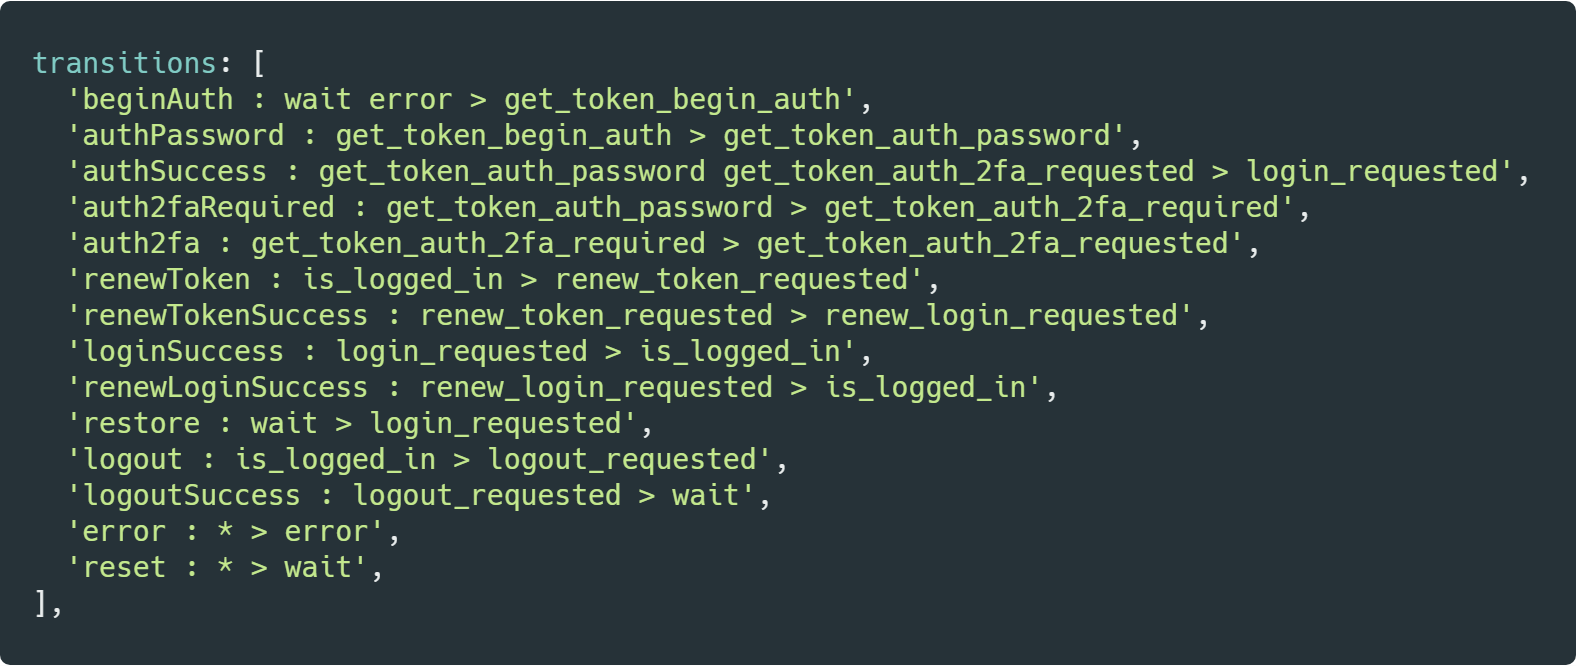 transitions: [
  'beginAuth : wait error > get_token_begin_auth',
  'authPassword : get_token_begin_auth > get_token_auth_password',
  'authSuccess : get_token_auth_password get_token_auth_2fa_requested > login_requested',
  'auth2faRequired : get_token_auth_password > get_token_auth_2fa_required',
  'auth2fa : get_token_auth_2fa_required > get_token_auth_2fa_requested',
  'renewToken : is_logged_in > renew_token_requested',
  'renewTokenSuccess : renew_token_requested > renew_login_requested',
  'loginSuccess : login_requested > is_logged_in',
  'renewLoginSuccess : renew_login_requested > is_logged_in',
  'restore : wait > login_requested',
  'logout : is_logged_in > logout_requested',
  'logoutSuccess : logout_requested > wait',
  'error : * > error',
  'reset : * > wait',
],